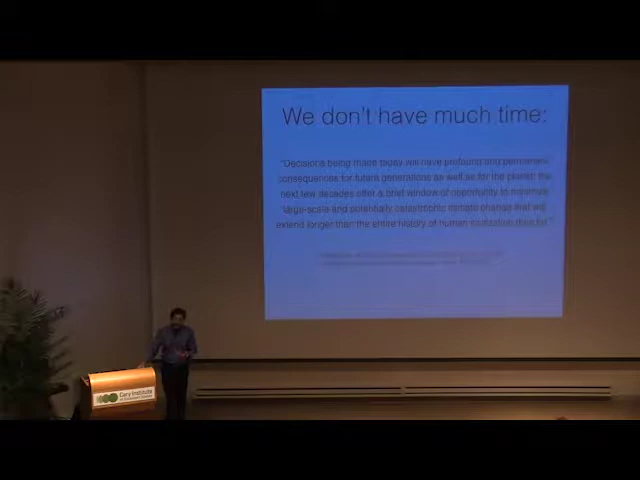 We don't have much time:
"Decisions being made today will have profound and permanent
consequences for future generations as well as for the planet: the
next few decades offer a brief window of opportunity to minimize
large-scale and potentially catastrophic climate change that will
extend longer than the entire history of human civilization thus far."
Cary Institute